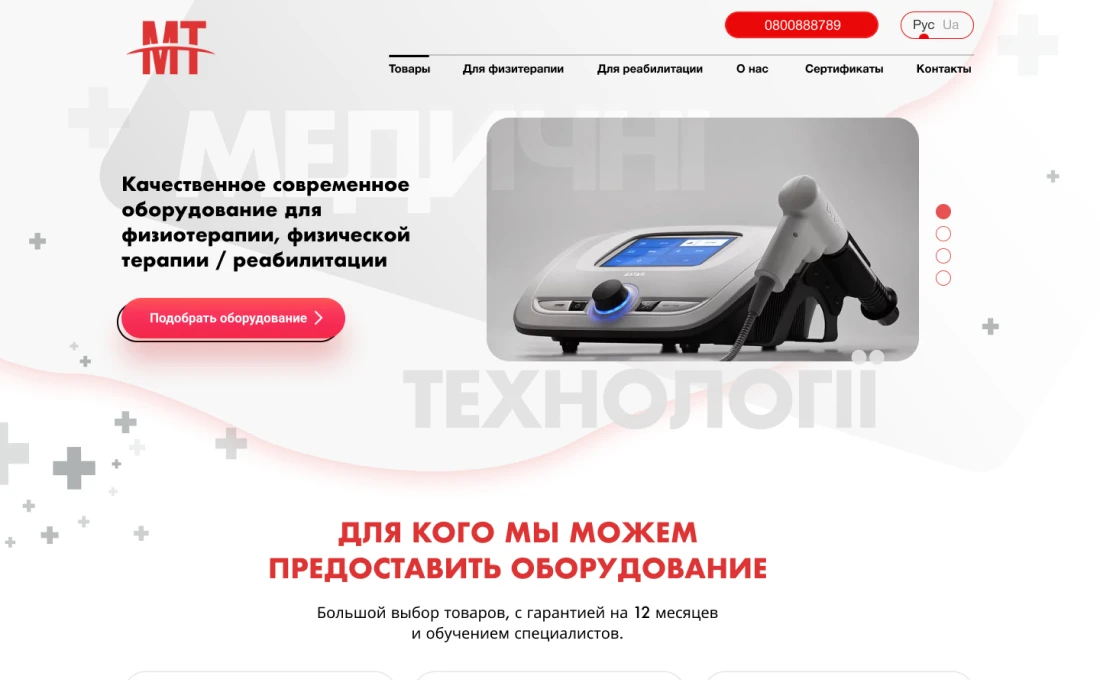 МТ
0800888789
Рус Ua
Товары Для физитерапии Для реабилитации О нас Сертификаты Контакты
МЕДИЧНІ
Качественное современное
оборудование для
физиотерапии, физической
терапии / реабилитации
Подобрать оборудование
ТЕХНОЛОГІЇ
ДЛЯ КОГО МЫ МОЖЕМ
ПРЕДОСТАВИТЬ ОБОРУДОВАНИЕ
Большой выбор товаров, с гарантией на 12 месяцев
и обучением специалистов.